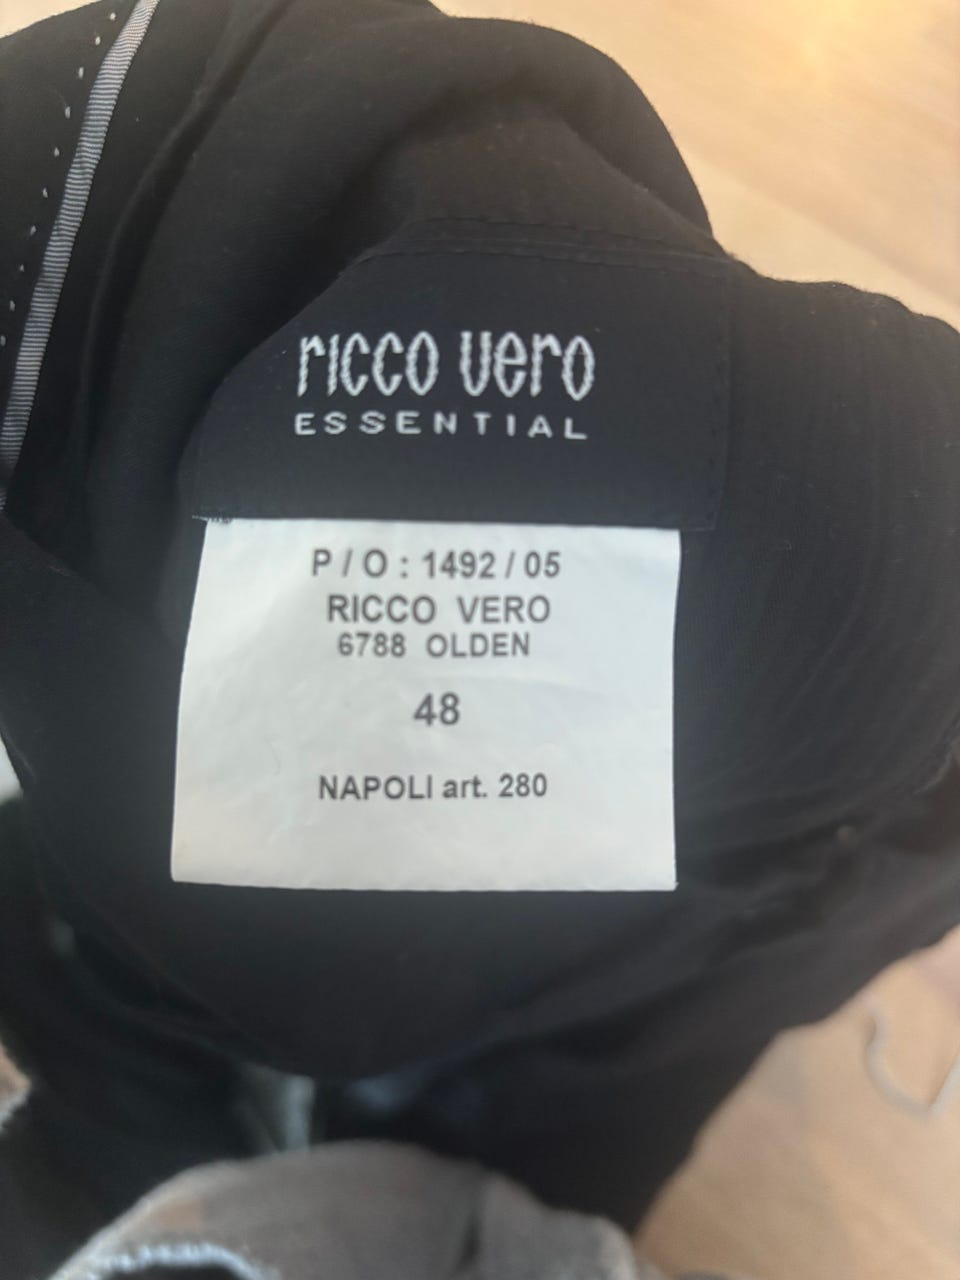 ricco vero
ESSENTIAL
P / O : 1492 / 05
RICCO VERO
6788 OLDEN
48
NAPOLI art. 280